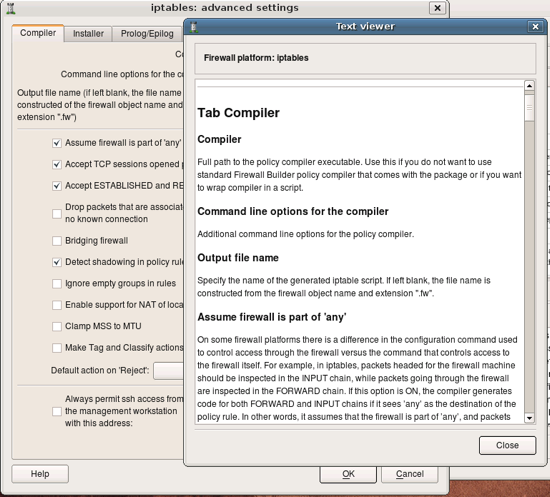 iptables: advanced settings
Compiler
Installer
Prolog/Epilog
Command line options for the
Output file name (if left blank, the file name
constructed of the firewall object name and
extension ".fw")
Assume firewall is part of 'any'
Accept TCP sessions opened
Accept ESTABLISHED and RE
Drop packets that are associat
no known connection
Bridging firewall
Detect shadowing in policy rule
Ignore empty groups in rules
Enable support for NAT of loca
Clamp MSS to MTU
Make Tag and Classify actions
Default action on 'Reject':
Always permit ssh access from
the management workstation
with this address:
Help
OK
Cancel
Text viewer
Firewall platform: iptables
Tab Compiler
Compiler
Full path to the policy compiler executable. Use this if you do not want to use
standard Firewall Builder policy compiler that comes with the package or if you want
to wrap compiler in a script.
Command line options for the compiler
Additional command line options for the policy compiler.
Output file name
Specify the name of the generated iptable script. If left blank, the file name is
constructed from the firewall object name and extension ".fw".
Assume firewall is part of 'any'
On some firewall platforms there is a difference in the configuration command used
to control access through the firewall versus the command that controls access to
the firewall itself. For example, in iptables, packets headed for the firewall machine
should be inspected in the INPUT chain, while packets going through the firewall
are inspected in the FORWARD chain. If this option is ON, the compiler generates
code for both FORWARD and INPUT chains if it sees 'any' as the destination of the
policy rule. In other words, it assumes that the firewall is part of 'any', and packets
Close